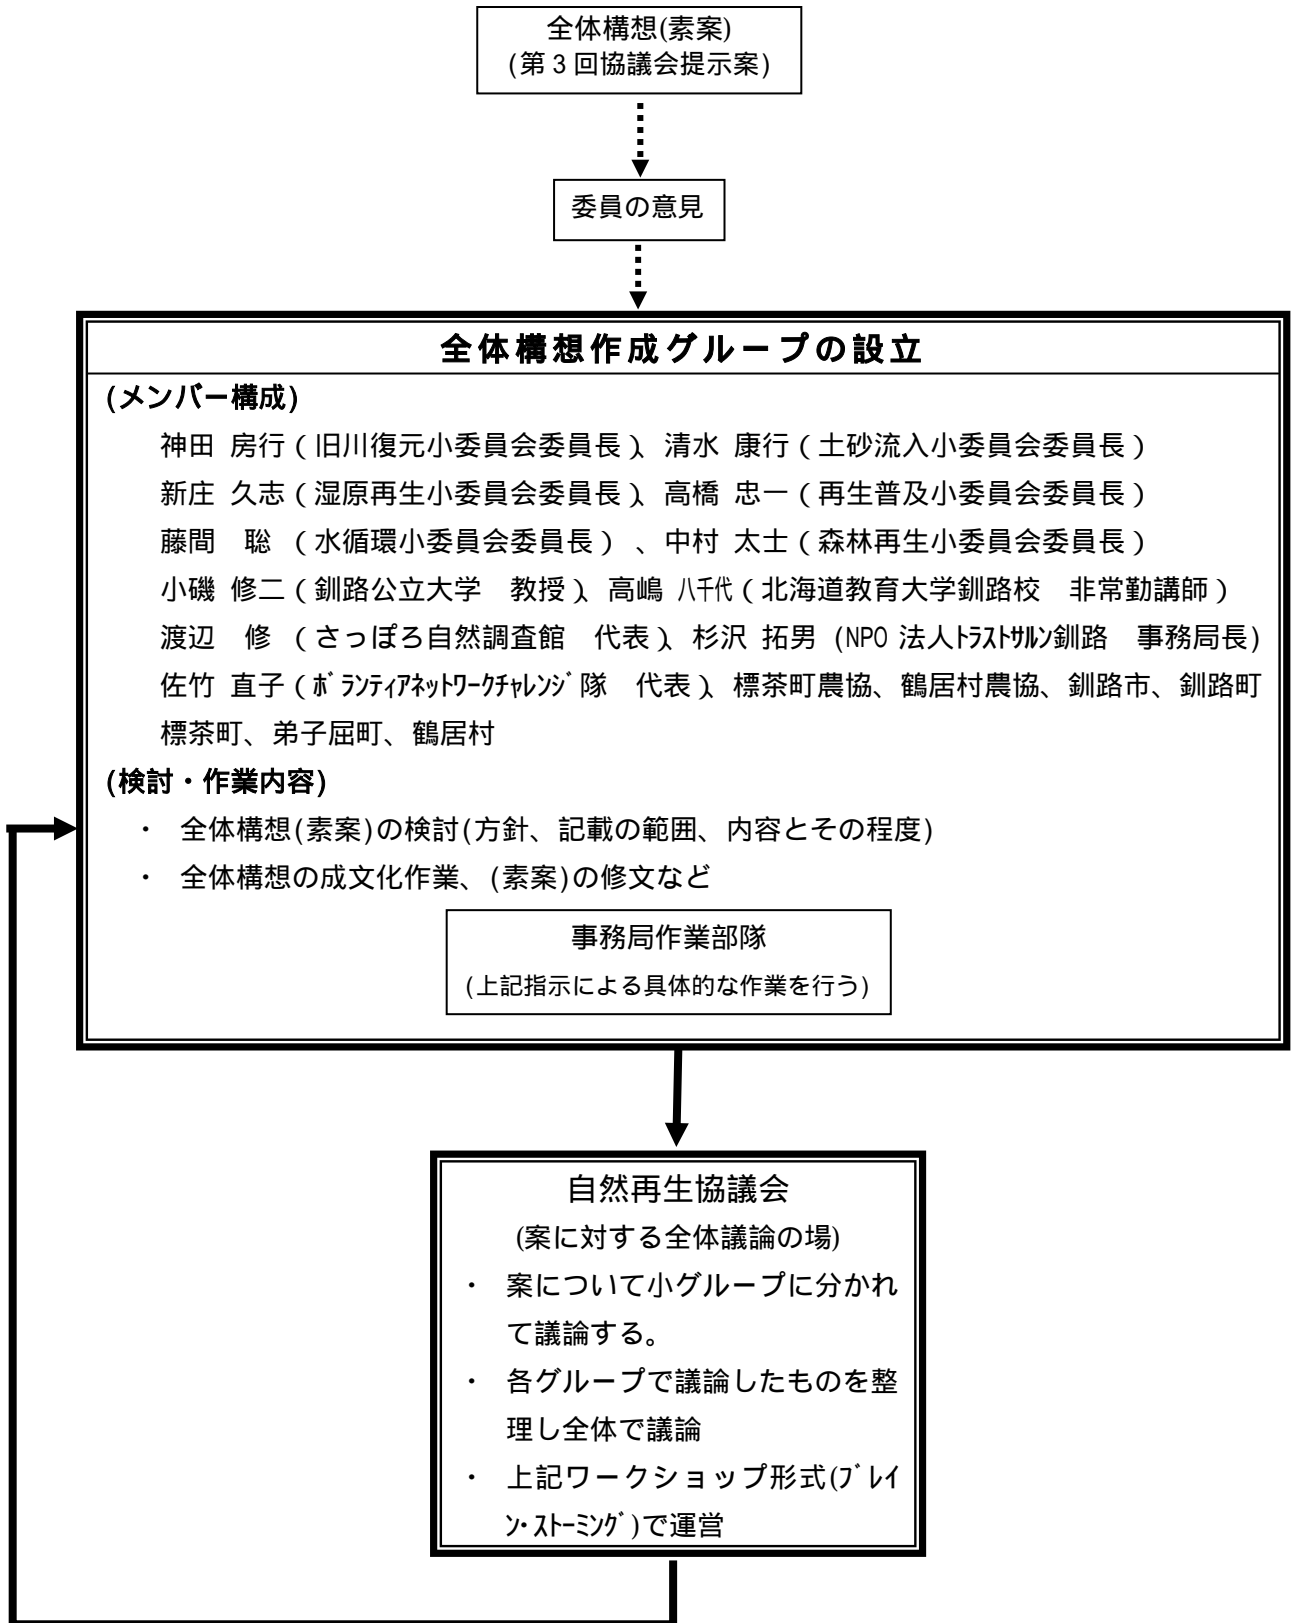 全体構想(素案)
(第3回協議会提示案)
委員の意見
全体構想作成グループの設立
(メンバー構成)
神田 房行(旧川復元小委員会委員長)、清水 康行(土砂流入小委員会委員長)
新庄 久志(湿原再生小委員会委員長)、高橋 忠一(再生普及小委員会委員長)
藤間 聡 (水循環小委員会委員長) 、中村 太士(森林再生小委員会委員長)
小磯 修二(釧路公立大学 教授)、高嶋 八千代(北海道教育大学釧路校 非常勤講師)
渡辺 修 (さっぽろ自然調査館 代表)、杉沢 拓男 (NPO 法人トラストサルン釧路 事務局長)
佐竹 直子(ボランティアネットワークチャレンジ隊 代表)、標茶町農協、鶴居村農協、釧路市、釧路町
標茶町、弟子屈町、鶴居村
(検討・作業内容)
・ 全体構想(素案)の検討(方針、記載の範囲、内容とその程度)
・ 全体構想の成文化作業、(素案)の修文など
事務局作業部隊
(上記指示による具体的な作業を行う)
自然再生協議会
(案に対する全体議論の場)
・ 案について小グループに分かれ
て議論する。
・ 各グループで議論したものを整
理し全体で議論
・ 上記ワークショップ形式(ブレイ
ン・ストーミング)で運営